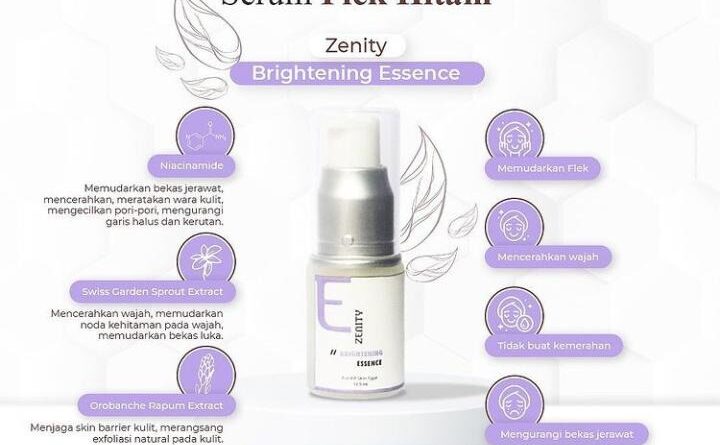 Serum Flek Hitam
Zenity
Brightening Essence
Niacinamide
Memudarkan bekas jerawat,
mencerahkan, meratakan wara kulit,
mengecilkan pori-pori, mengurangi
garis halus dan kerutan.
Swiss Garden Sprout Extract
Mencerahkan wajah, memudarkan
noda kehitaman pada wajah,
memudarkan bekas luka.
Orobanche Rapum Extract
Menjaga skin barrier kulit, merangsang
exfoliasi natural pada kulit.
E
ZENITY
BRIGHTENING
ESSENCE
Memudarkan Flek
Mencerahkan wajah
Tidak buat kemerahan
Mengurangi bekas jerawat